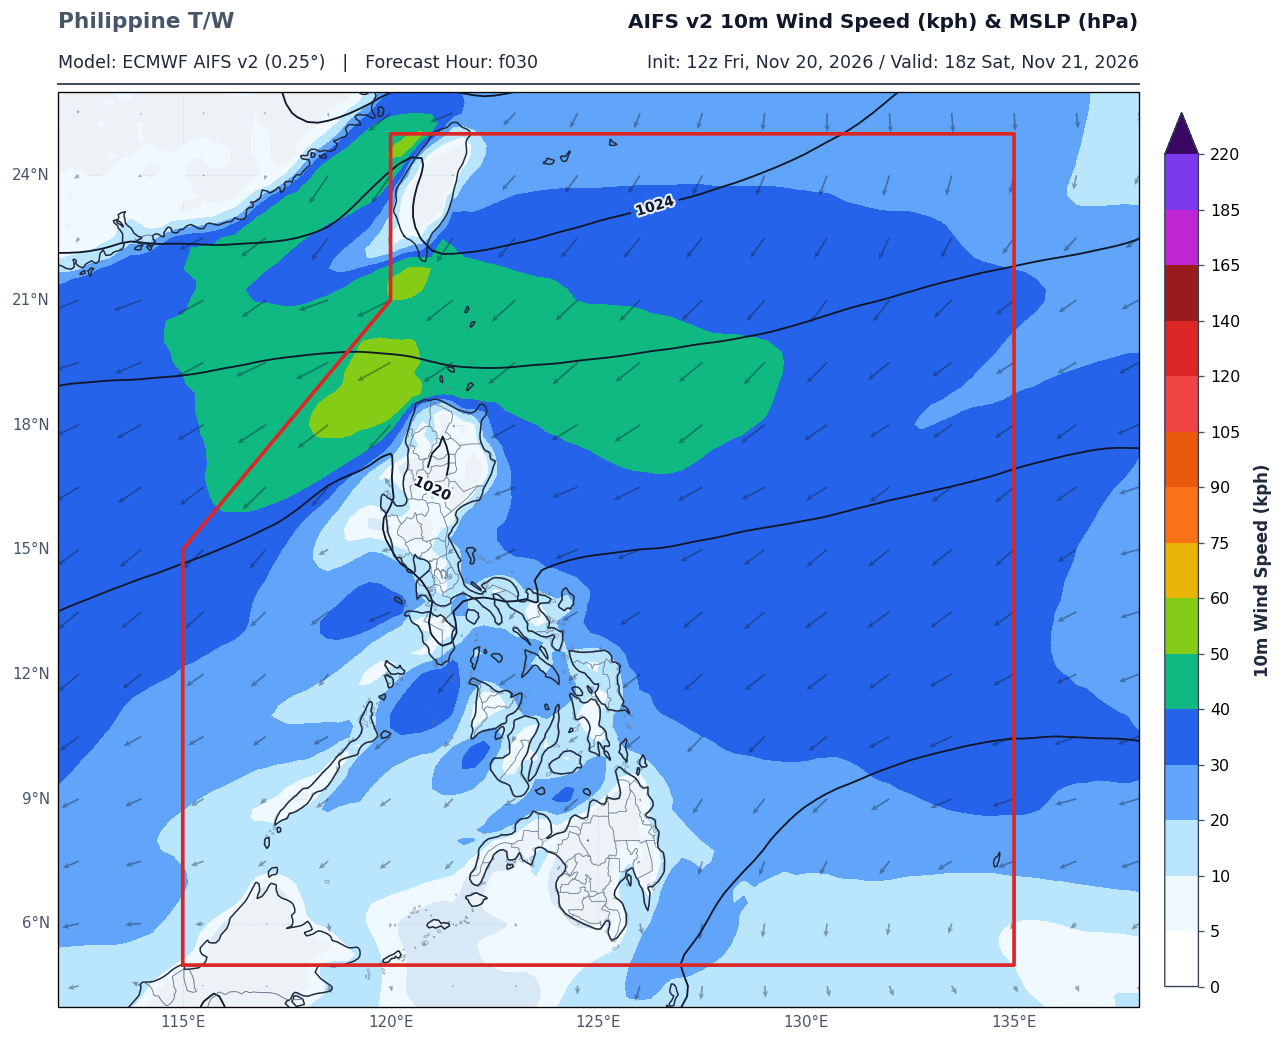 Philippine T/W
AIFS v2 10m Wind Speed (kph) & MSLP (hPa)
Model: ECMWF AIFS v2 (0.25°)   |   Forecast Hour: f030
Init: 12z Fri, Nov 20, 2026 / Valid: 18z Sat, Nov 21, 2026
24°N
21°N
18°N
15°N
12°N
9°N
6°N
115°E
120°E
125°E
130°E
135°E
1024
1020
220
185
165
140
120
105
90
75
60
50
40
30
20
10
5
0
10m Wind Speed (kph)